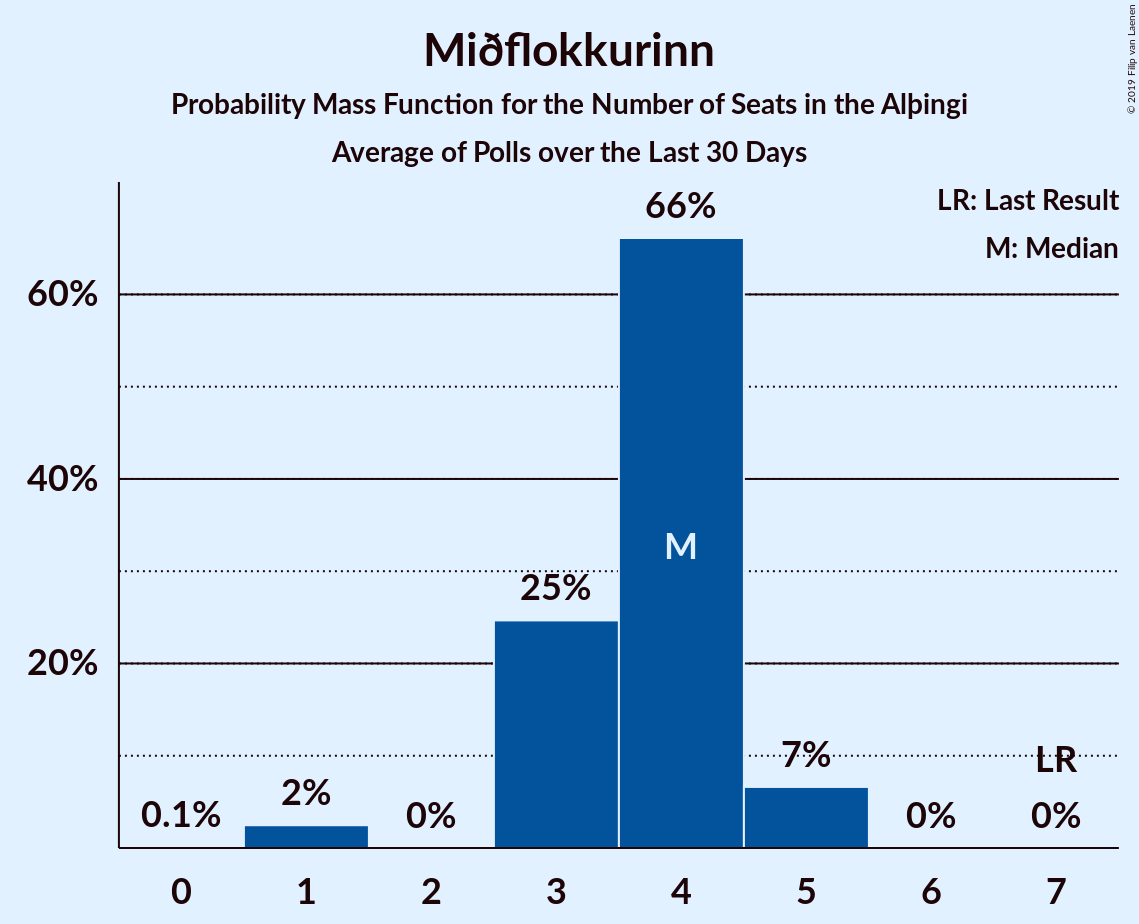 Miðflokkurinn
Probability Mass Function for the Number of Seats in the Alþingi
Average of Polls over the Last 30 Days
© 2019 Filip van Laenen
LR: Last Result
M: Median
66%
60%
40%
M
25%
20%
7%
LR
2%
0.1%
0%
0%
0%
0 1 2 3 4 5 6 7